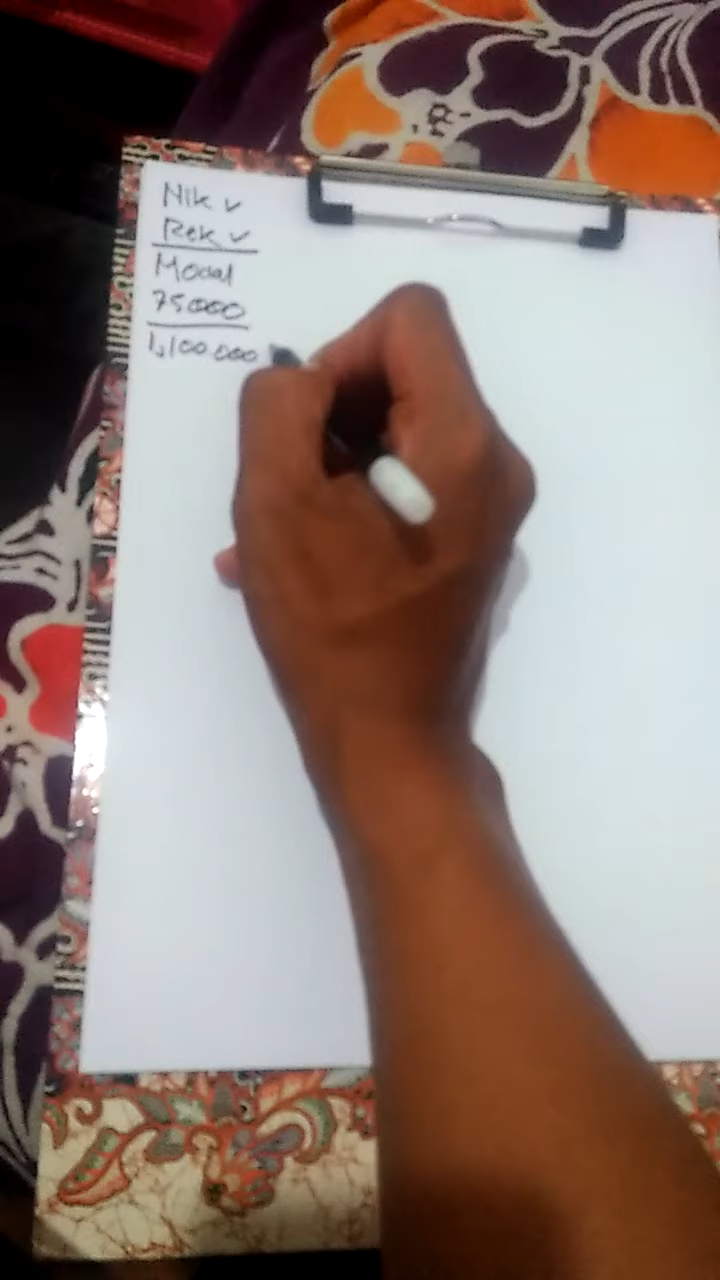 Nik ✓
Rek ✓
Modal
75000
1,100.000